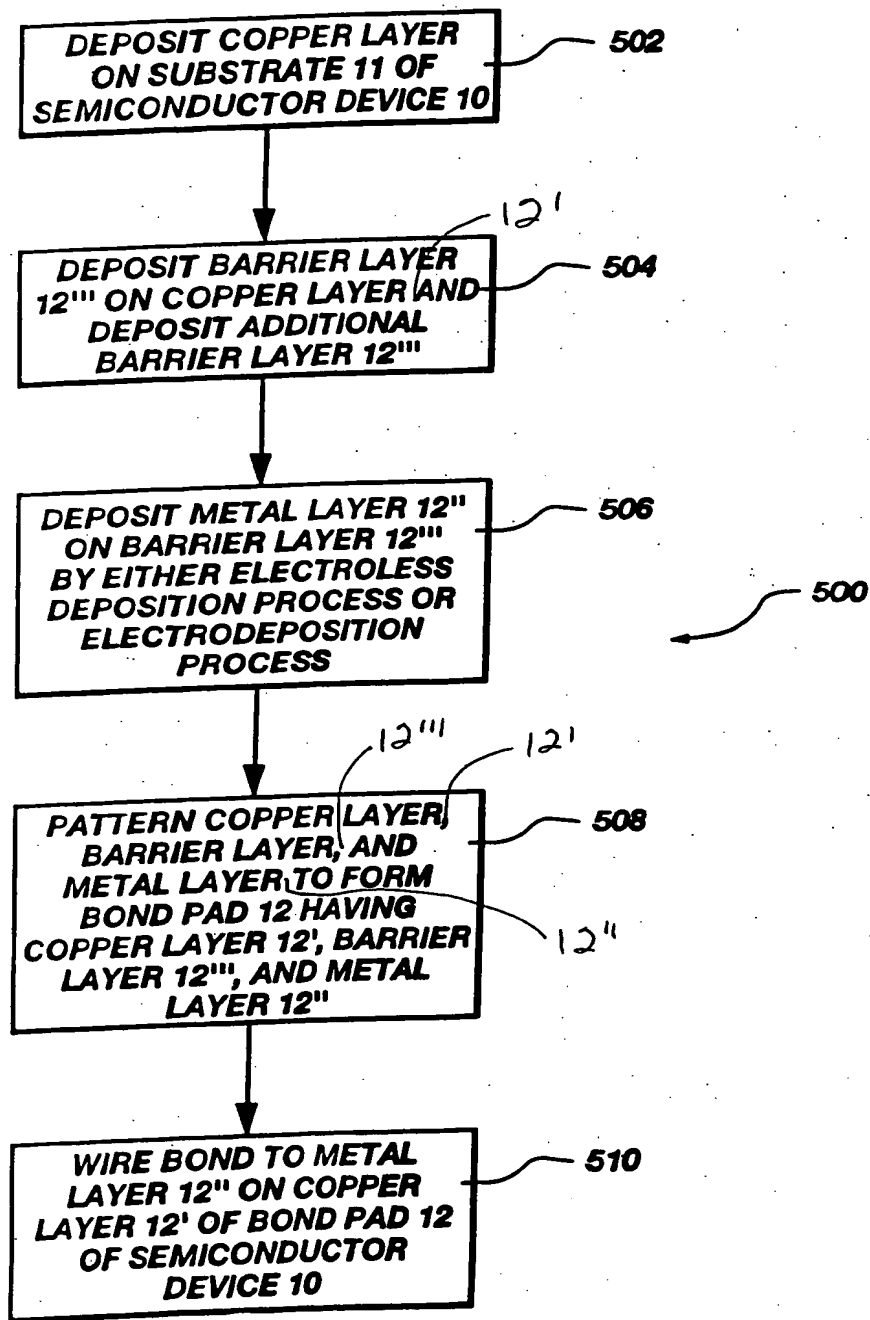 DEPOSIT COPPER LAYER
ON SUBSTRATE 11 OF
SEMICONDUCTOR DEVICE 10
502
12'
DEPOSIT BARRIER LAYER
12''' ON COPPER LAYER AND
DEPOSIT ADDITIONAL
BARRIER LAYER 12'''
504
DEPOSIT METAL LAYER 12''
ON BARRIER LAYER 12'''
BY EITHER ELECTROLESS
DEPOSITION PROCESS OR
ELECTRODEPOSITION
PROCESS
506
500
12'''
12'
PATTERN COPPER LAYER,
BARRIER LAYER, AND
METAL LAYER TO FORM
BOND PAD 12 HAVING
COPPER LAYER 12', BARRIER
LAYER 12''', AND METAL
LAYER 12''
508
12''
WIRE BOND TO METAL
LAYER 12'' ON COPPER
LAYER 12' OF BOND PAD 12
OF SEMICONDUCTOR
DEVICE 10
510